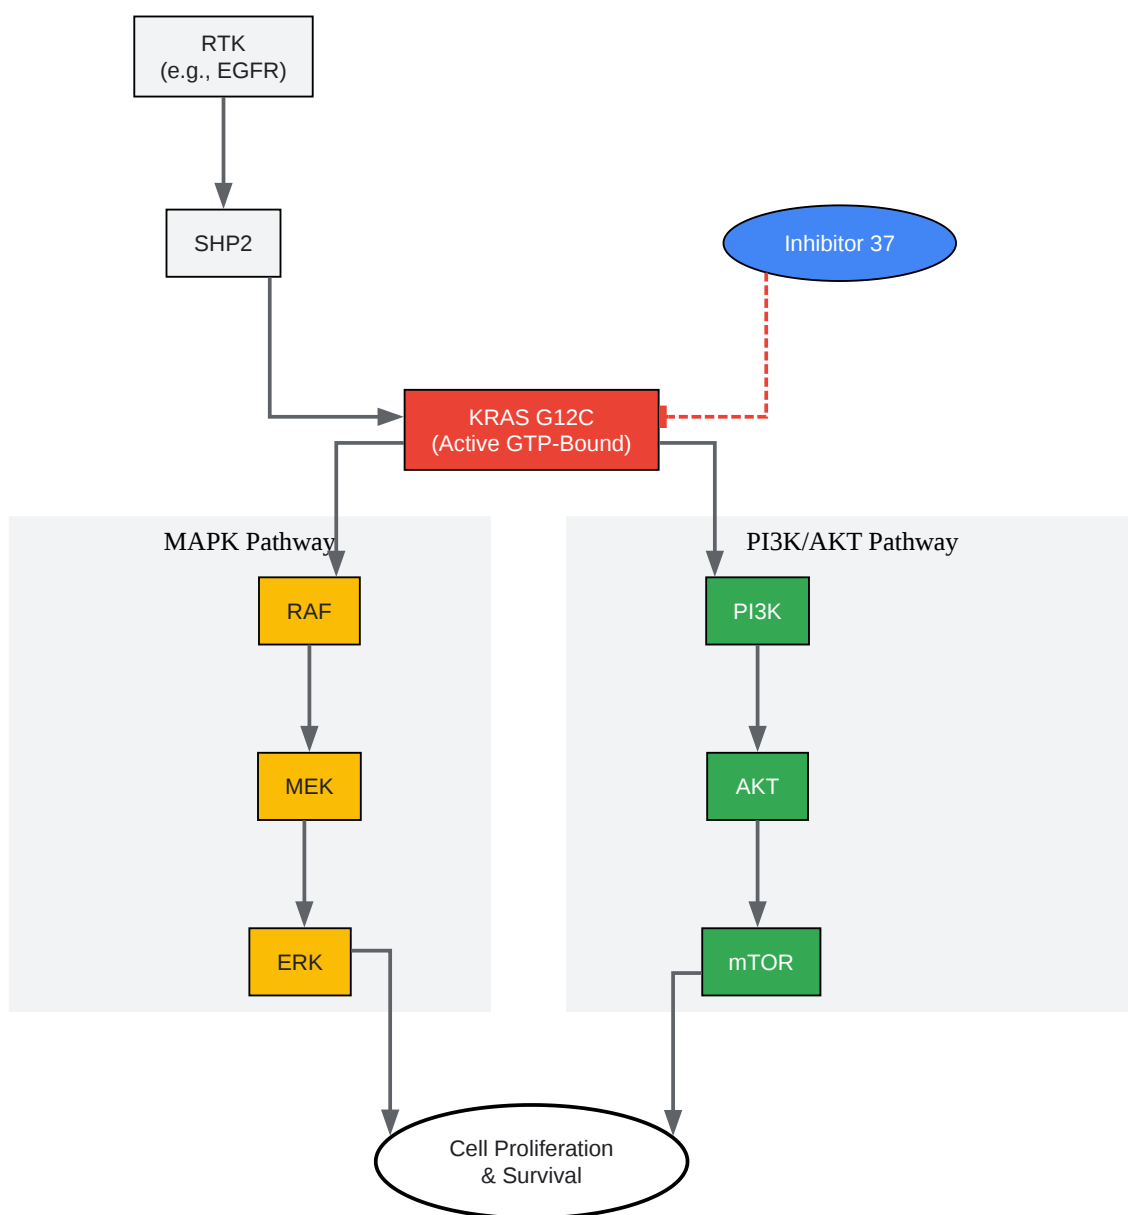 RTK
(e.g., EGFR)
SHP2
Inhibitor 37
KRAS G12C
(Active GTP-Bound)
MAPK Pathway
PI3K/AKT Pathway
RAF
PI3K
MEK
AKT
ERK
mTOR
Cell Proliferation
& Survival